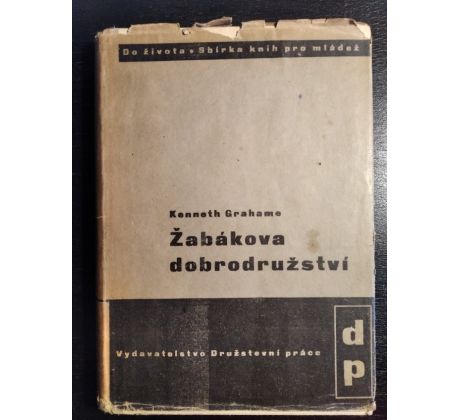 Do života • Sbírka knih pro mládež
Kenneth Grahame
Žabákova
dobrodružství
Vydavatelstvo Družstevní práce
d
p